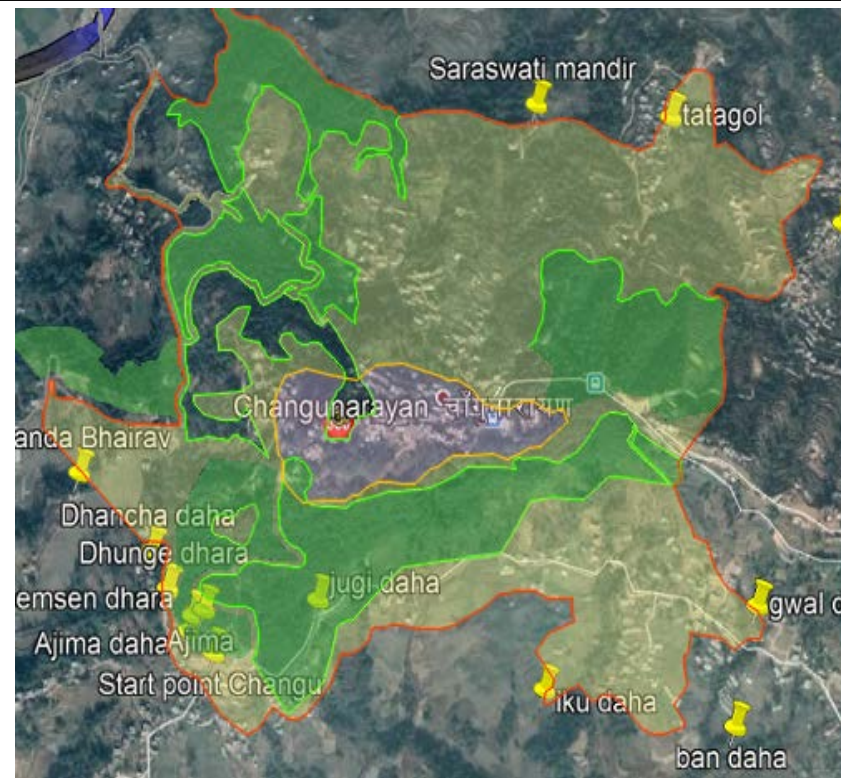 Saraswati mandir
tatagol
Changunarayan
anda Bhairav
Dhancha daha
Dhunge dhara
emsen dhara
jugi daha
gwal d
Ajima daha
Ajima
Start point Changu
iku daha
ban daha